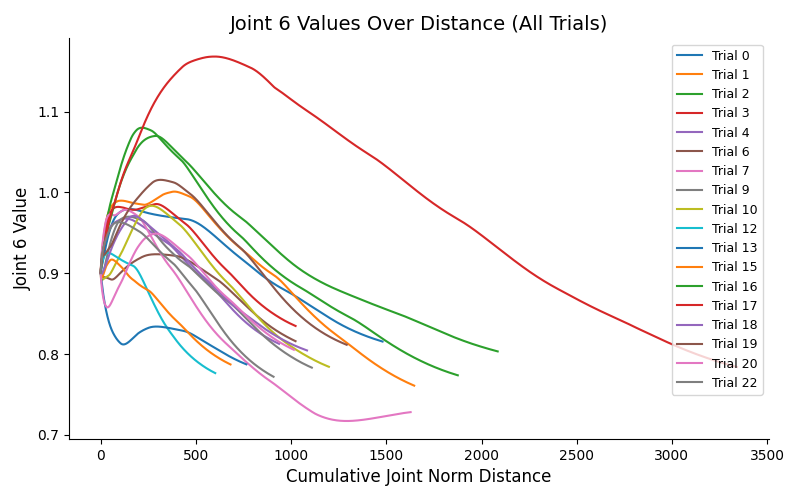 Joint 6 Values Over Distance (All Trials)
Joint 6 Value
1.1
1.0
0.9
0.8
0.7
0
500
1000
1500
2000
2500
3000
3500
Cumulative Joint Norm Distance
Trial 0
Trial 1
Trial 2
Trial 3
Trial 4
Trial 6
Trial 7
Trial 9
Trial 10
Trial 12
Trial 13
Trial 15
Trial 16
Trial 17
Trial 18
Trial 19
Trial 20
Trial 22